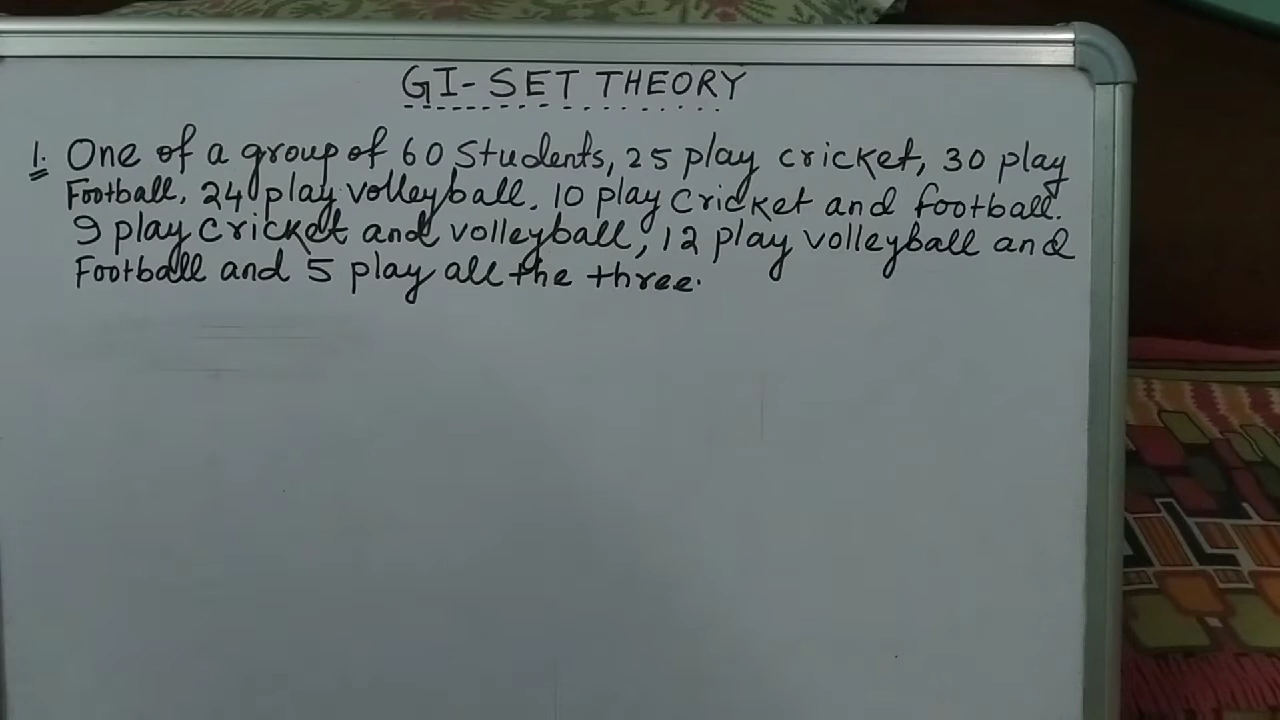 GI-SET THEORY
1. One of a group of 60 Students, 25 play cricket, 30 play
Football, 24 play volleyball, 10 play cricket and football.
9 play cricket and volleyball, 12 play volleyball and
Football and 5 play all the three.